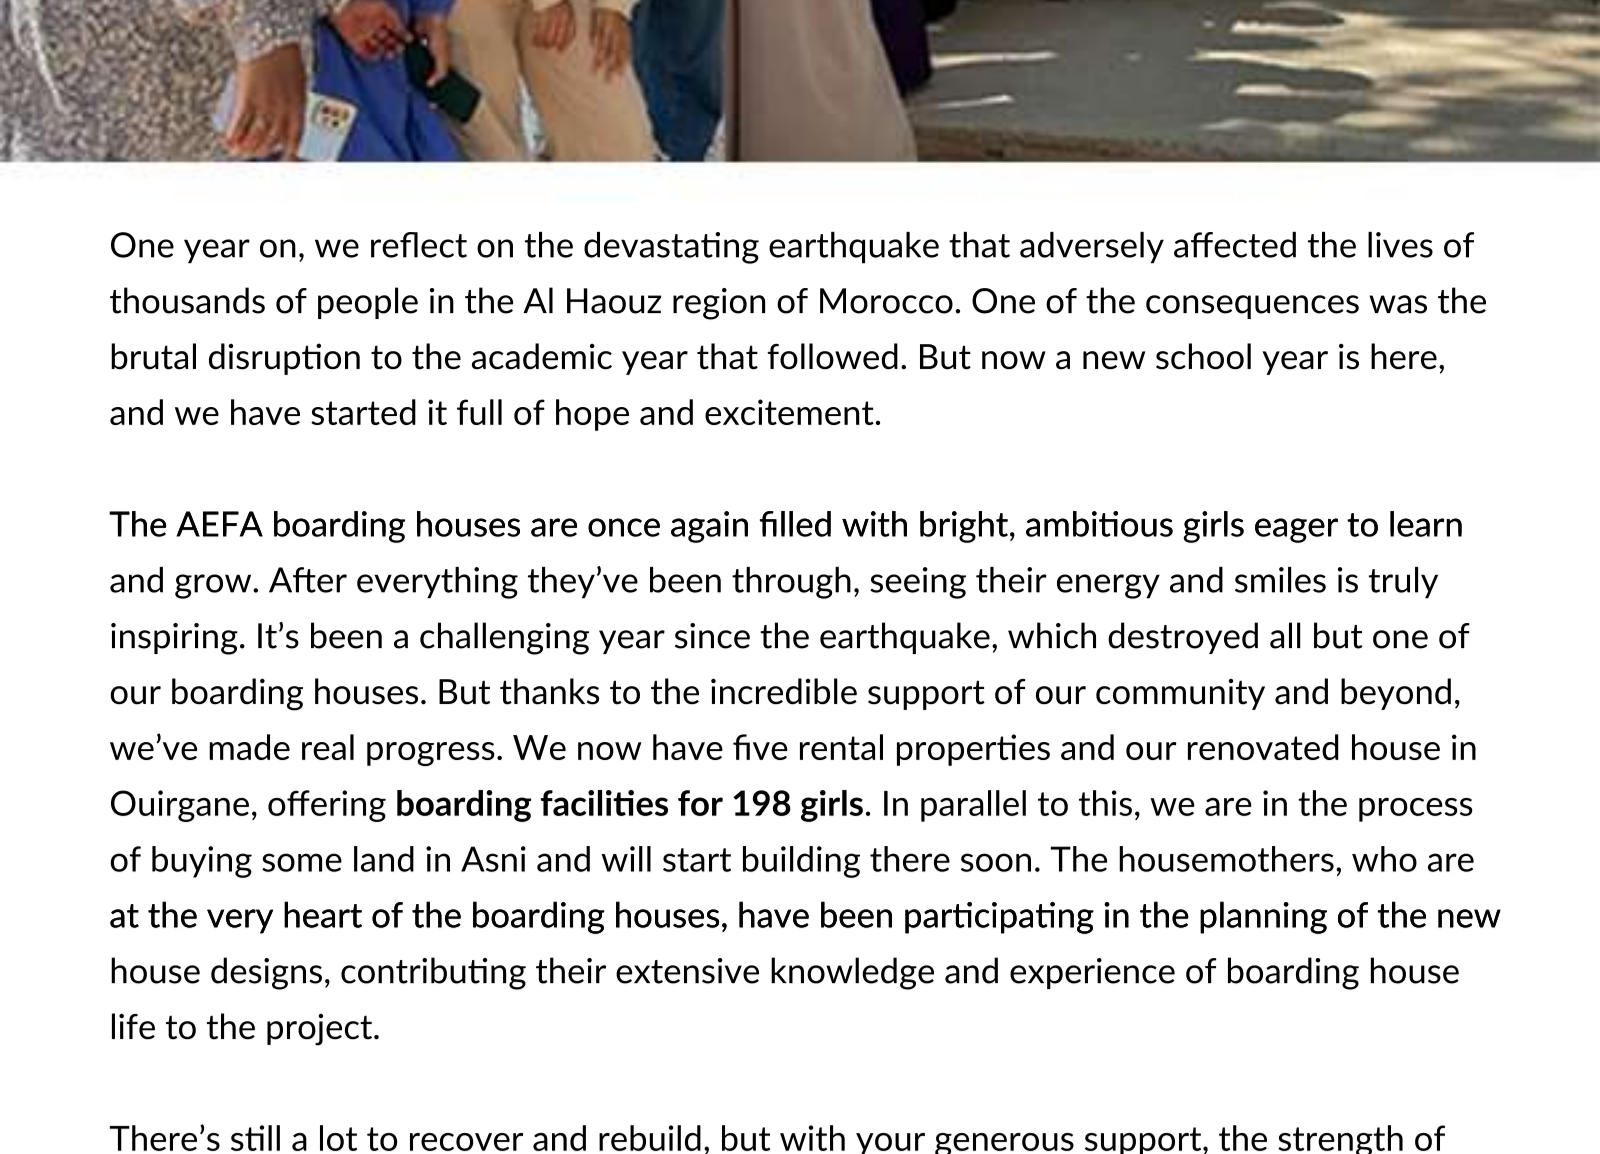 One year on, we reflect on the devastating earthquake that adversely affected the lives of
thousands of people in the Al Haouz region of Morocco. One of the consequences was the
brutal disruption to the academic year that followed. But now a new school year is here,
and we have started it full of hope and excitement.
The AEFA boarding houses are once again filled with bright, ambitious girls eager to learn
and grow. After everything they’ve been through, seeing their energy and smiles is truly
inspiring. It’s been a challenging year since the earthquake, which destroyed all but one of
our boarding houses. But thanks to the incredible support of our community and beyond,
we’ve made real progress. We now have five rental properties and our renovated house in
Ouirgane, offering boarding facilities for 198 girls. In parallel to this, we are in the process
of buying some land in Asni and will start building there soon. The housemothers, who are
at the very heart of the boarding houses, have been participating in the planning of the new
house designs, contributing their extensive knowledge and experience of boarding house
life to the project.
There’s still a lot to recover and rebuild, but with your generous support, the strength of